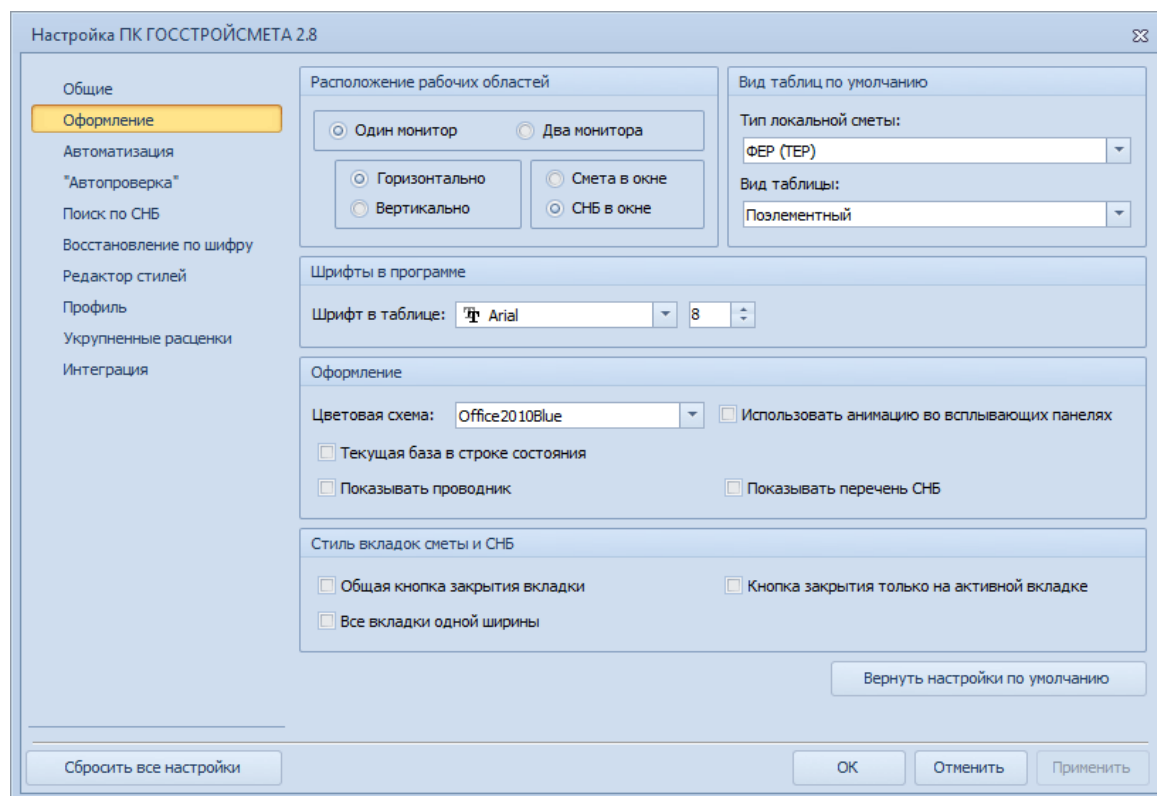 Настройка ПК ГОССТРОЙСМЕТА 2.8
Общие
Оформление
Автоматизация
"Автопроверка"
Поиск по СНБ
Восстановление по шифру
Редактор стилей
Профиль
Укрупненные расценки
Интеграция
Расположение рабочих областей
Один монитор
Два монитора
Горизонтально
Вертикально
Смета в окне
СНБ в окне
Вид таблиц по умолчанию
Тип локальной сметы:
ФЕР (ТЕР)
Вид таблицы:
Поэлементный
Шрифты в программе
Шрифт в таблице: Arial 8
Оформление
Цветовая схема: Office2010Blue Использовать анимацию во всплывающих панелях
Текущая база в строке состояния
Показывать проводник Показывать перечень СНБ
Стиль вкладок сметы и СНБ
Общая кнопка закрытия вкладки Кнопка закрытия только на активной вкладке
Все вкладки одной ширины
Вернуть настройки по умолчанию
Сбросить все настройки OK Отменить Применить